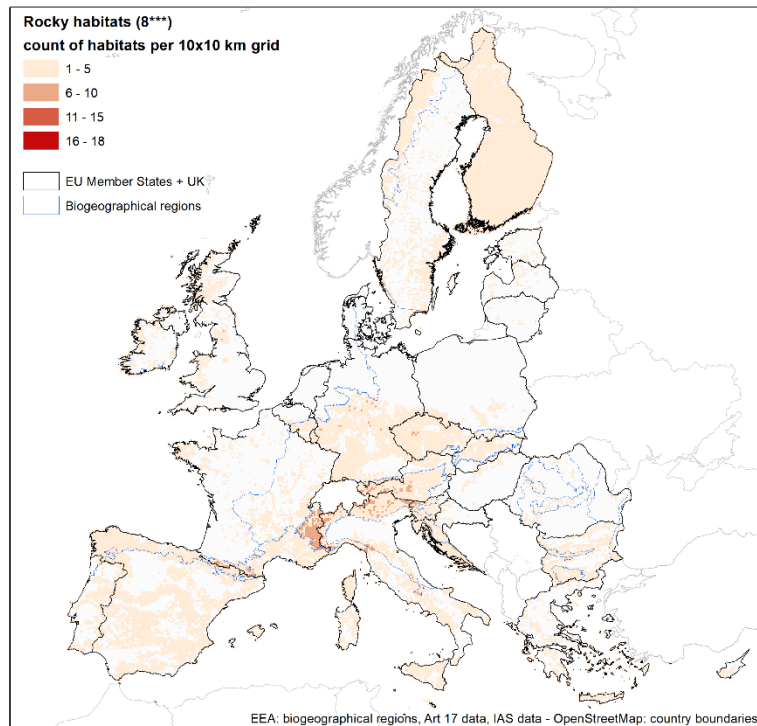 Rocky habitats (8***)
count of habitats per 10x10 km grid
1 - 5
6 - 10
11 - 15
16 - 18
EU Member States + UK
Biogeographical regions
EEA: biogeographical regions, Art 17 data, IAS data - OpenStreetMap: country boundaries